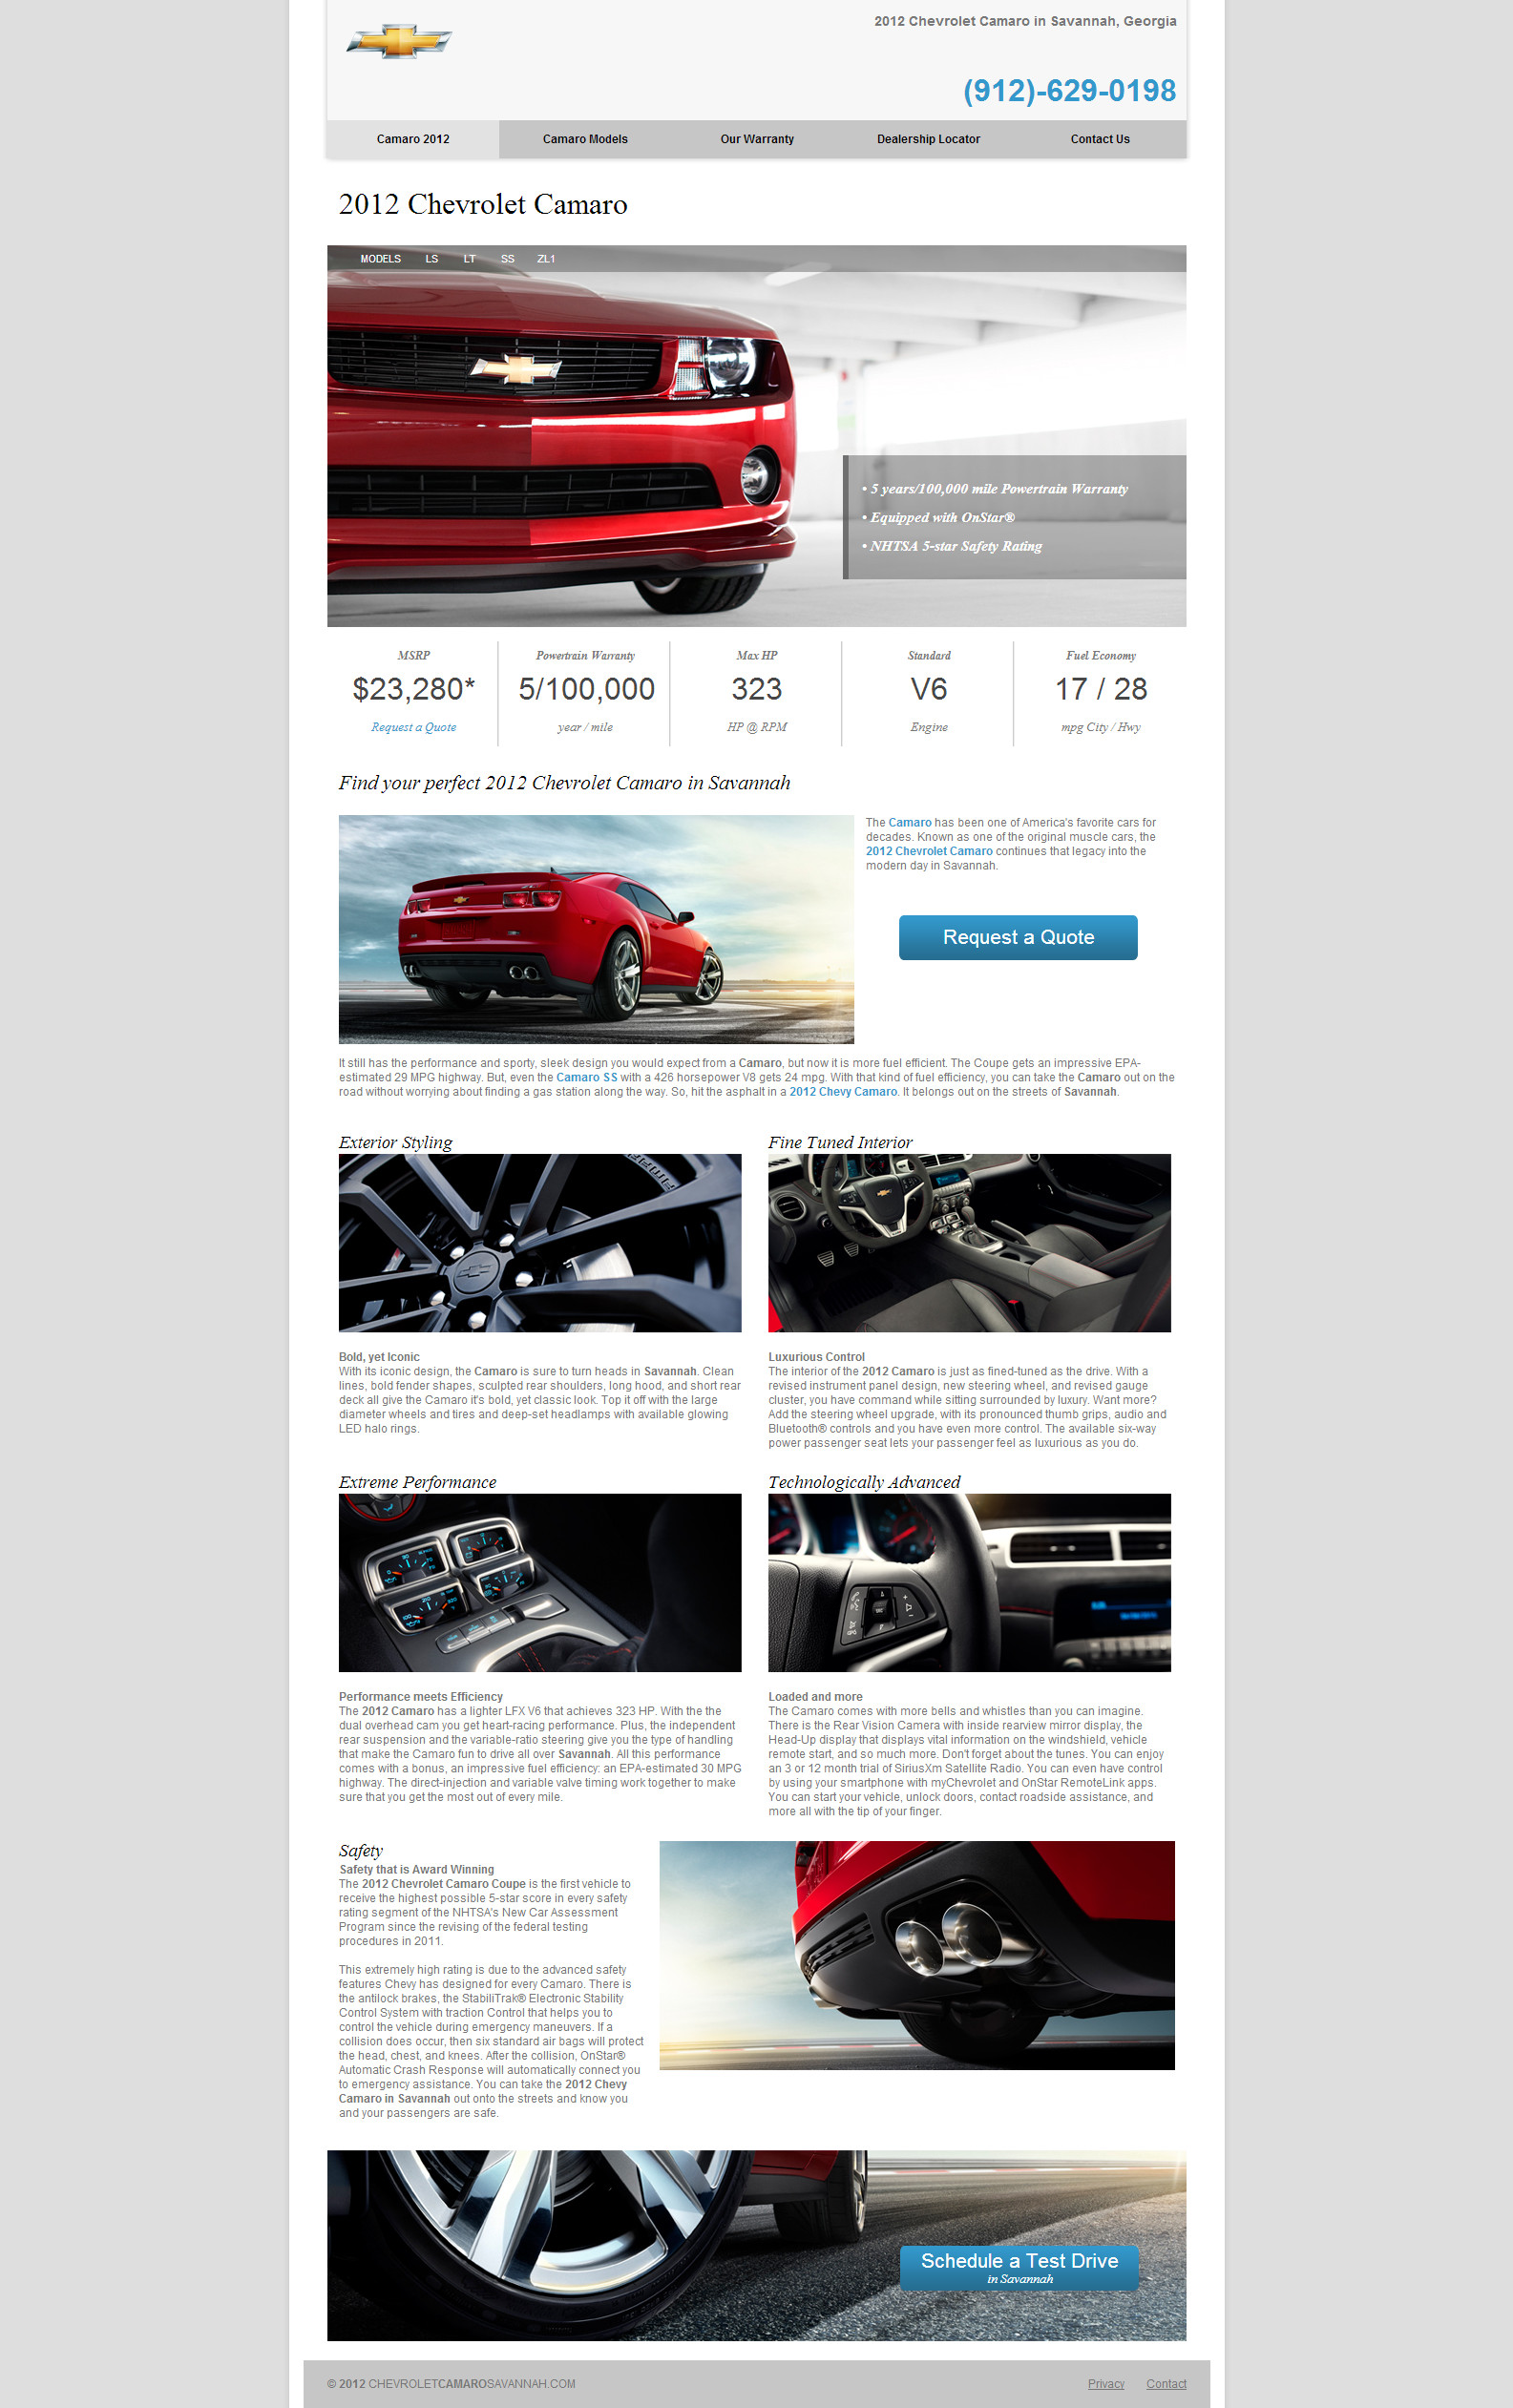 2012 Chevrolet Camaro in Savannah, Georgia
(912)-629-0198
Camaro 2012 Camaro Models Our Warranty Dealership Locator Contact Us
2012 Chevrolet Camaro
MODELS LS LT SS ZL1
• 5 years/100,000 mile Powertrain Warranty
• Equipped with OnStar®
• NHTSA 5-star Safety Rating
MSRP Powertrain Warranty Max HP Standard Fuel Economy
$23,280* 5/100,000 323 V6 17 / 28
Request a Quote year / mile HP @ RPM Engine mpg City / Hwy
Find your perfect 2012 Chevrolet Camaro in Savannah
The Camaro has been one of America's favorite cars for
decades. Known as one of the original muscle cars, the
2012 Chevrolet Camaro continues that legacy into the
modern day in Savannah.
Request a Quote
It still has the performance and sporty, sleek design you would expect from a Camaro, but now it is more fuel efficient. The Coupe gets an impressive EPA-
estimated 29 MPG highway. But, even the Camaro SS with a 426 horsepower V8 gets 24 mpg. With that kind of fuel efficiency, you can take the Camaro out on the
road without worrying about finding a gas station along the way. So, hit the asphalt in a 2012 Chevy Camaro. It belongs out on the streets of Savannah.
Exterior Styling
Bold, yet Iconic
With its iconic design, the Camaro is sure to turn heads in Savannah. Clean
lines, bold fender shapes, sculpted rear shoulders, long hood, and short rear
deck all give the Camaro it's bold, yet classic look. Top it off with the large
diameter wheels and tires and deep-set headlamps with available glowing
LED halo rings.
Fine Tuned Interior
Luxurious Control
The interior of the 2012 Camaro is just as fined-tuned as the drive. With a
revised instrument panel design, new steering wheel, and revised gauge
cluster, you have command while sitting surrounded by luxury. Want more?
Add the steering wheel upgrade, with its pronounced thumb grips, audio and
Bluetooth® controls and you have even more control. The available six-way
power passenger seat lets your passenger feel as luxurious as you do.
Extreme Performance
Performance meets Efficiency
The 2012 Camaro has a lighter LFX V6 that achieves 323 HP. With the the
dual overhead cam you get heart-racing performance. Plus, the independent
rear suspension and the variable-ratio steering give you the type of handling
that make the Camaro fun to drive all over Savannah. All this performance
comes with a bonus, an impressive fuel efficiency: an EPA-estimated 30 MPG
highway. The direct-injection and variable valve timing work together to make
sure that you get the most out of every mile.
Technologically Advanced
Loaded and more
The Camaro comes with more bells and whistles than you can imagine.
There is the Rear Vision Camera with inside rearview mirror display, the
Head-Up display that displays vital information on the windshield, vehicle
remote start, and so much more. Don't forget about the tunes. You can enjoy
an 3 or 12 month trial of SiriusXm Satellite Radio. You can even have control
by using your smartphone with myChevrolet and OnStar RemoteLink apps.
You can start your vehicle, unlock doors, contact roadside assistance, and
more all with the tip of your finger.
Safety
Safety that is Award Winning
The 2012 Chevrolet Camaro Coupe is the first vehicle to
receive the highest possible 5-star score in every safety
rating segment of the NHTSA's New Car Assessment
Program since the revising of the federal testing
procedures in 2011.
This extremely high rating is due to the advanced safety
features Chevy has designed for every Camaro. There is
the antilock brakes, the StabiliTrak® Electronic Stability
Control System with traction Control that helps you to
control the vehicle during emergency maneuvers. If a
collision does occur, then six standard air bags will protect
the head, chest, and knees. After the collision, OnStar®
Automatic Crash Response will automatically connect you
to emergency assistance. You can take the 2012 Chevy
Camaro in Savannah out onto the streets and know you
and your passengers are safe.
Schedule a Test Drive
in Savannah
© 2012 CHEVROLETCAMAROSAVANNAH.COM Privacy Contact